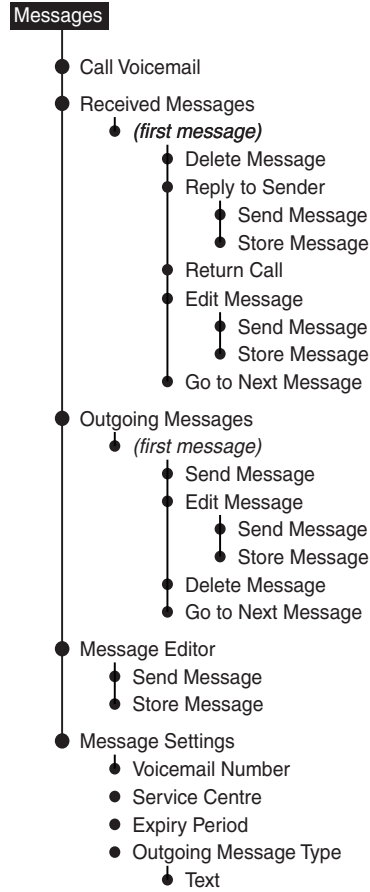 Messages
Call Voicemail
Received Messages
(first message)
Delete Message
Reply to Sender
Send Message
Store Message
Return Call
Edit Message
Send Message
Store Message
Go to Next Message
Outgoing Messages
(first message)
Send Message
Edit Message
Send Message
Store Message
Delete Message
Go to Next Message
Message Editor
Send Message
Store Message
Message Settings
Voicemail Number
Service Centre
Expiry Period
Outgoing Message Type
Text